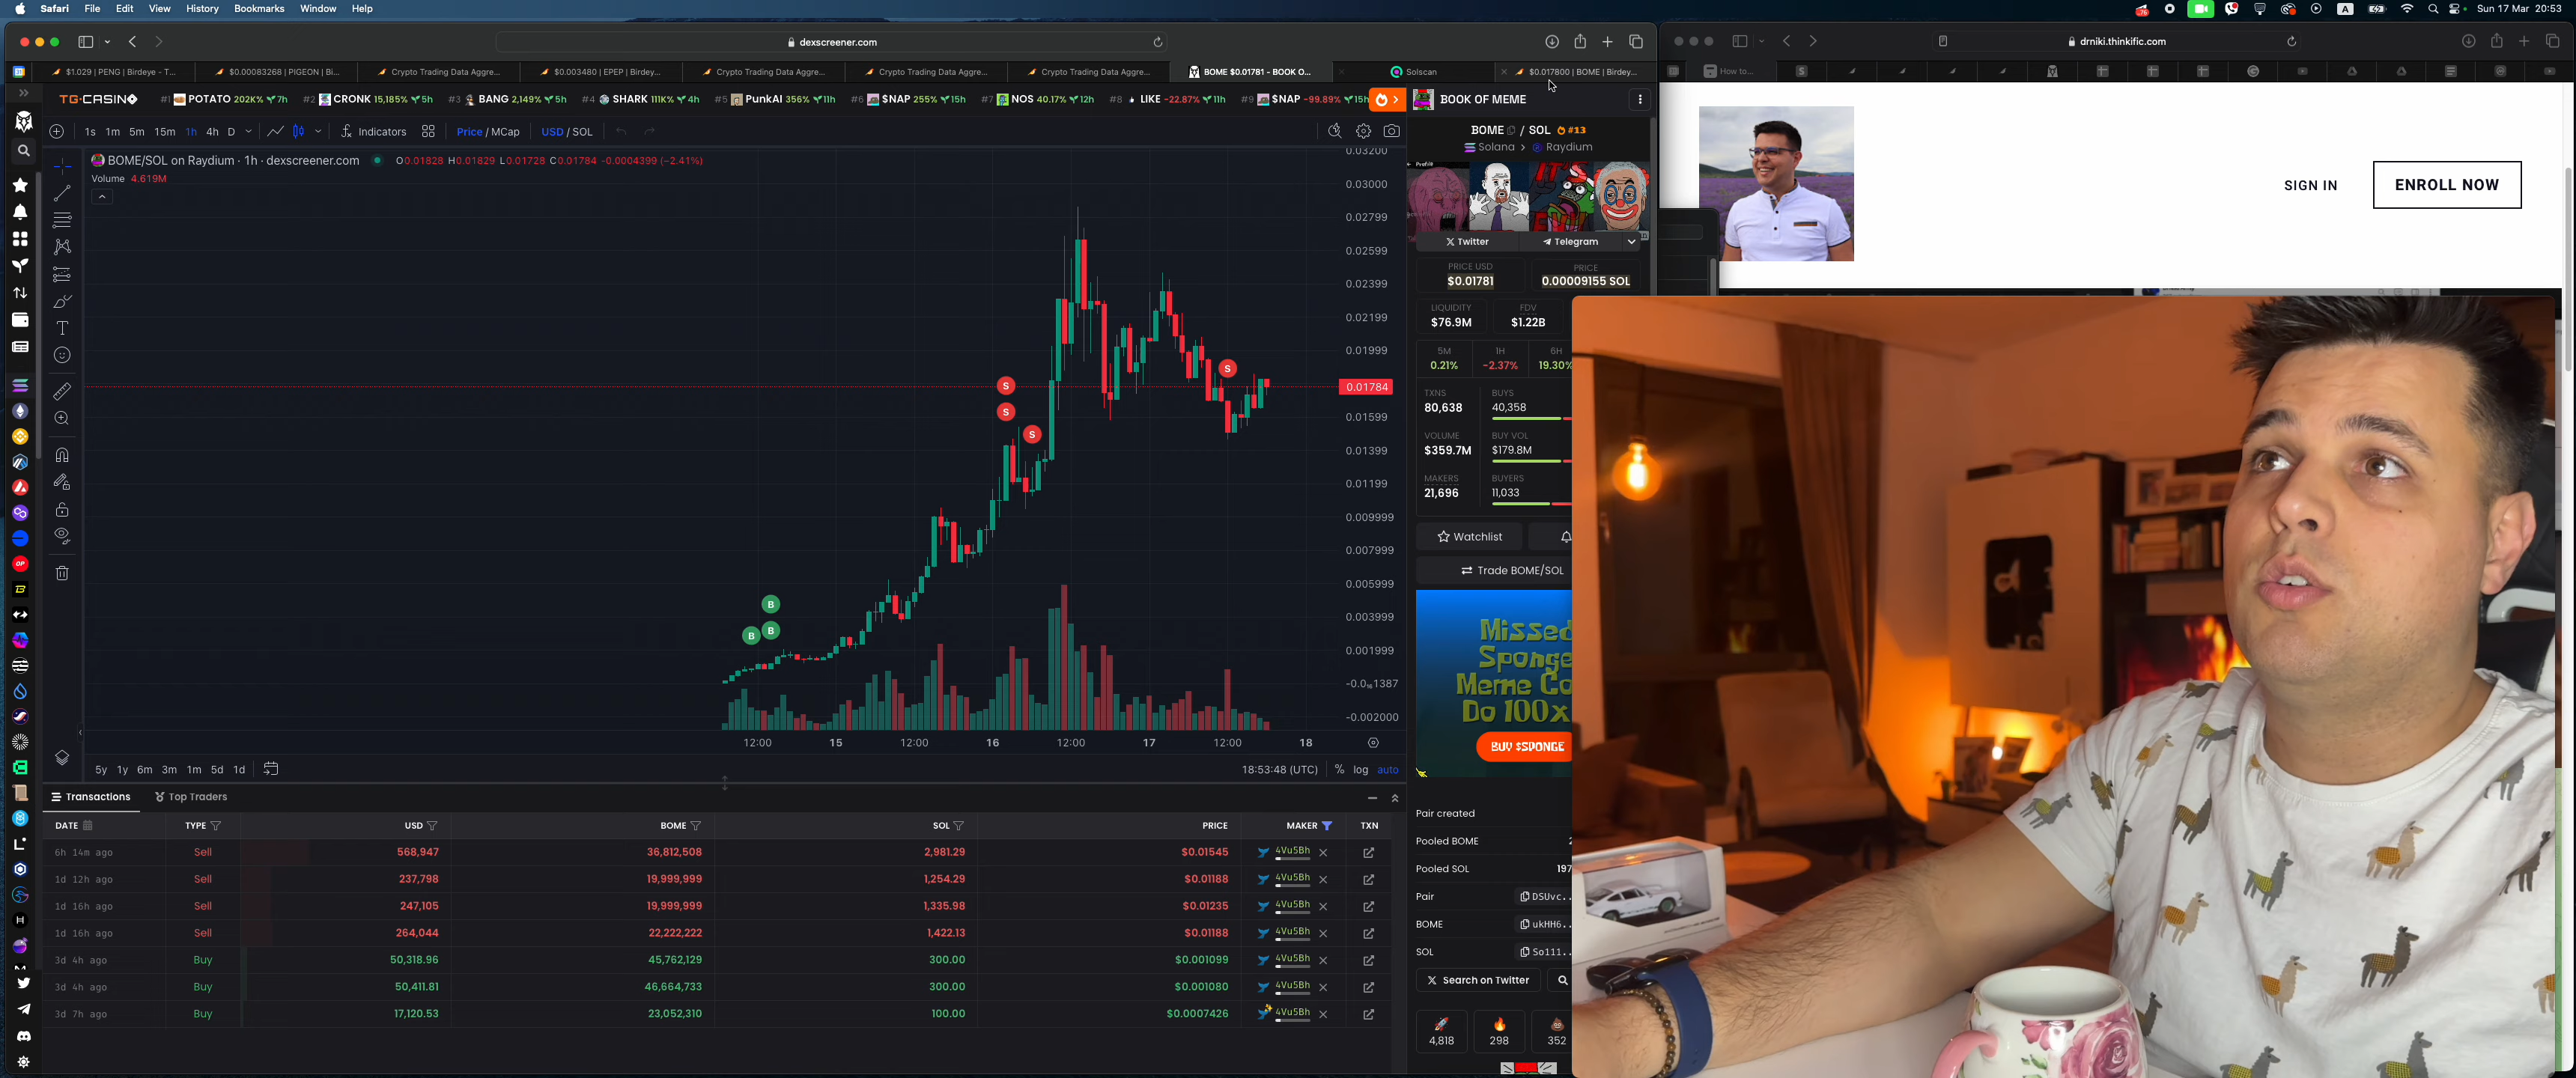 Safari File Edit View History Bookmarks Window Help
Sun 17 Mar 20:53
dexscreener.com
drniki.thinkific.com
$1.029 | PENG | Birdeye - T...
$0.00083268 | PIGEON | Bi...
Crypto Trading Data Aggre...
$0.003480 | EPEP | Birdey...
Crypto Trading Data Aggre...
Crypto Trading Data Aggre...
Crypto Trading Data Aggre...
BOME $0.01781 - BOOK O...
Solscan
$0.017800 | BOME | Birdey...
How to...
TG.CASINO
#1 POTATO 202K% 7h
#2 CRONK 15,185% 5h
#3 BANG 2,149% 5h
#4 SHARK 111K% 4h
#5 PunkAI 356% 11h
#6 $NAP 255% 15h
#7 NOS 40.17% 12h
#8 LIKE -22.87% 11h
#9 $NAP -99.89% 15h
BOOK OF MEME
1s 1m 5m 15m 1h 4h D
Indicators
Price / MCap
USD / SOL
BOME / SOL #13
Solana > Raydium
BOME/SOL on Raydium · 1h · dexscreener.com
O0.01828 H0.01829 L0.01728 C0.01784 -0.0004399 (-2.41%)
Volume 4.619M
SIGN IN
ENROLL NOW
0.03200
0.03000
0.02799
0.02599
0.02399
0.02199
0.01999
0.01784
0.01599
0.01399
0.01199
0.009999
0.007999
0.005999
0.003999
0.001999
-0.0₁₆1387
-0.002000
S
S
S
S
B
B
B
12:00 15 12:00 16 12:00 17 12:00 18
5y 1y 6m 3m 1m 5d 1d
18:53:48 (UTC) % log auto
Twitter
Telegram
PRICE USD
$0.01781
PRICE
0.00009155 SOL
LIQUIDITY
$76.9M
FDV
$1.22B
5M
0.21%
1H
-2.37%
6H
19.30%
TXNS
80,638
BUYS
40,358
VOLUME
$359.7M
BUY VOL
$179.8M
MAKERS
21,696
BUYERS
11,033
Watchlist
Trade BOME/SOL
Missed
Sponge
Meme Co
Do 100x
BUY $SPONGE
Pair created
Pooled BOME
Pooled SOL 197
Pair DSUvc..
BOME ukHH6..
SOL So111..
Search on Twitter
4,818
298
352
Transactions
Top Traders
DATE TYPE USD BOME SOL PRICE MAKER TXN
6h 14m ago Sell 568,947 36,812,508 2,981.29 $0.01545 4Vu5Bh
1d 12h ago Sell 237,798 19,999,999 1,254.29 $0.01188 4Vu5Bh
1d 16h ago Sell 247,105 19,999,999 1,335.98 $0.01235 4Vu5Bh
1d 16h ago Sell 264,044 22,222,222 1,422.13 $0.01188 4Vu5Bh
3d 4h ago Buy 50,318.96 45,762,129 300.00 $0.001099 4Vu5Bh
3d 4h ago Buy 50,411.81 46,664,733 300.00 $0.001080 4Vu5Bh
3d 7h ago Buy 17,120.53 23,052,310 100.00 $0.0007426 4Vu5Bh